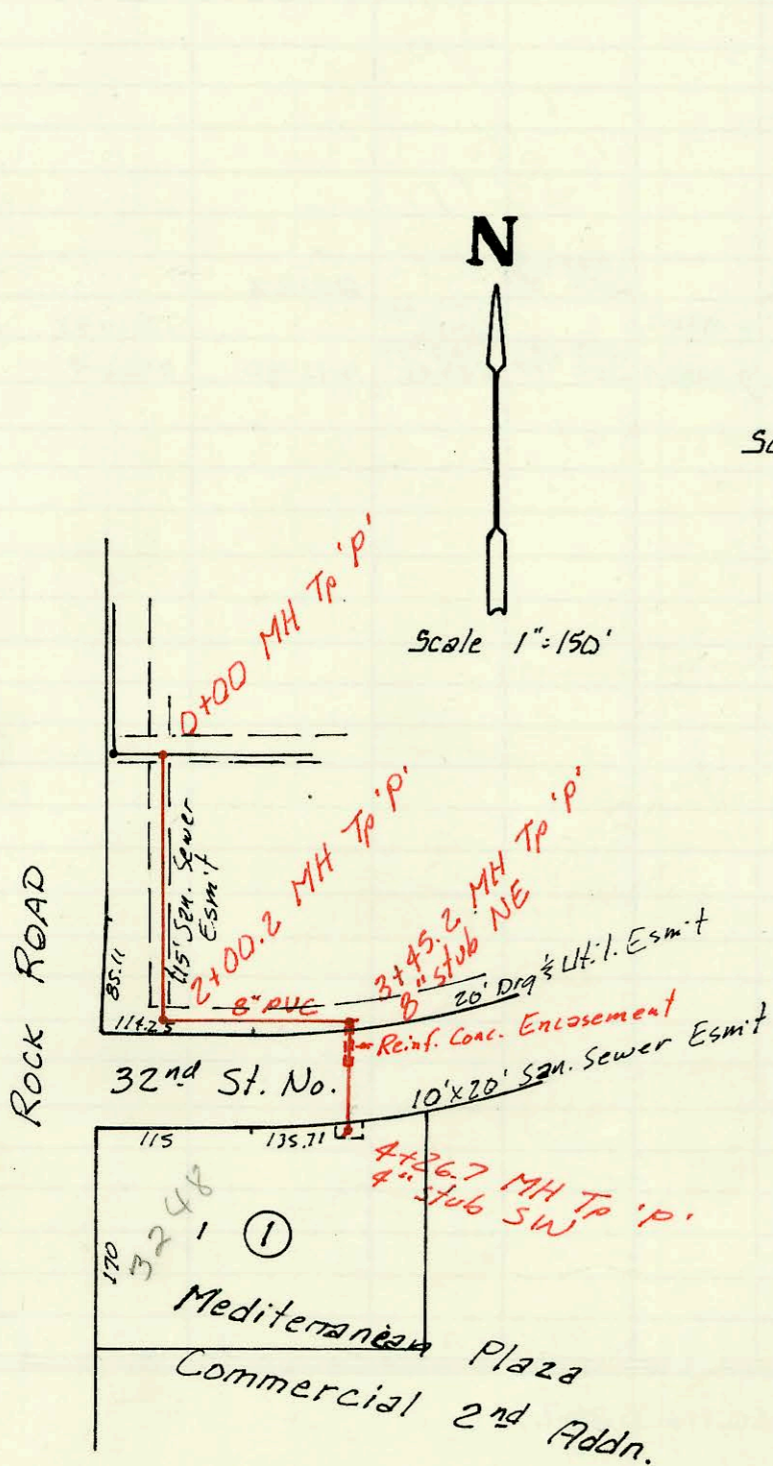 N
Sc
Scale 1"=150'
0+00 MH Tp 'P'
15' San. Sewer
Esm't
2+00.2 MH Tp 'P'
3+45.2 MH Tp 'P'
8" stub NE
ROCK ROAD
85.11
114.25
8" PVC
20' Drg & Util. Esm't
Reinf. Conc. Encasement
32nd St. No.
10'x20' San. Sewer Esm't
115
135.71
4+26.7 MH Tp 'P'
4" stub SW
170
3248
1 1
Mediterranean Plaza
Commercial 2nd Addn.